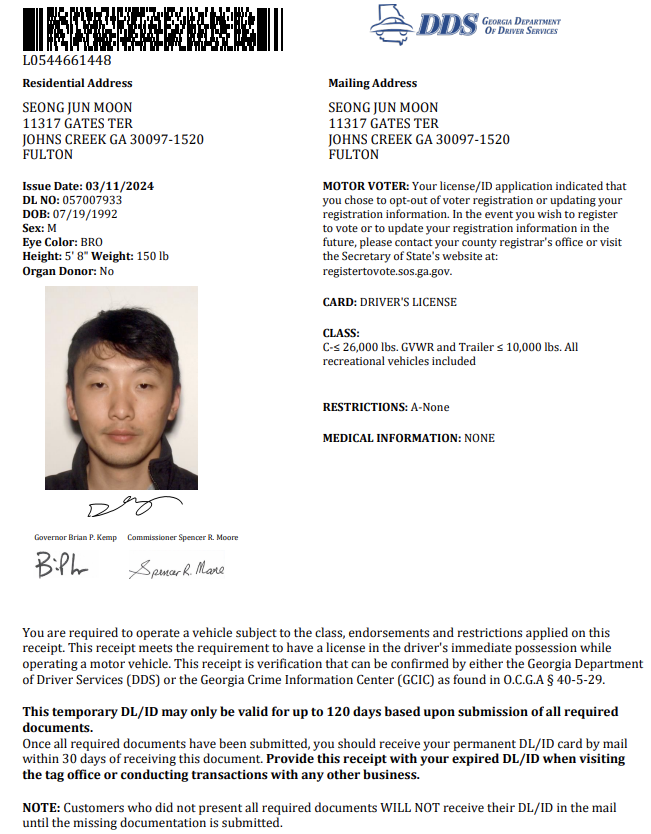 L0544661448
DDS GEORGIA DEPARTMENT
OF DRIVER SERVICES
Residential Address
SEONG JUN MOON
11317 GATES TER
JOHNS CREEK GA 30097-1520
FULTON
Mailing Address
SEONG JUN MOON
11317 GATES TER
JOHNS CREEK GA 30097-1520
FULTON
Issue Date: 03/11/2024
DL NO: 057007933
DOB: 07/19/1992
Sex: M
Eye Color: BRO
Height: 5' 8" Weight: 150 lb
Organ Donor: No
MOTOR VOTER: Your license/ID application indicated that
you chose to opt-out of voter registration or updating your
registration information. In the event you wish to register
to vote or to update your registration information in the
future, please contact your county registrar's office or visit
the Secretary of State's website at:
registertovote.sos.ga.gov.
CARD: DRIVER'S LICENSE
CLASS:
C-≤ 26,000 lbs. GVWR and Trailer ≤ 10,000 lbs. All
recreational vehicles included
RESTRICTIONS: A-None
MEDICAL INFORMATION: NONE
Governor Brian P. Kemp Commissioner Spencer R. Moore
Spencer R. Moore
You are required to operate a vehicle subject to the class, endorsements and restrictions applied on this
receipt. This receipt meets the requirement to have a license in the driver's immediate possession while
operating a motor vehicle. This receipt is verification that can be confirmed by either the Georgia Department
of Driver Services (DDS) or the Georgia Crime Information Center (GCIC) as found in O.C.G.A § 40-5-29.
This temporary DL/ID may only be valid for up to 120 days based upon submission of all required
documents.
Once all required documents have been submitted, you should receive your permanent DL/ID card by mail
within 30 days of receiving this document. Provide this receipt with your expired DL/ID when visiting
the tag office or conducting transactions with any other business.
NOTE: Customers who did not present all required documents WILL NOT receive their DL/ID in the mail
until the missing documentation is submitted.